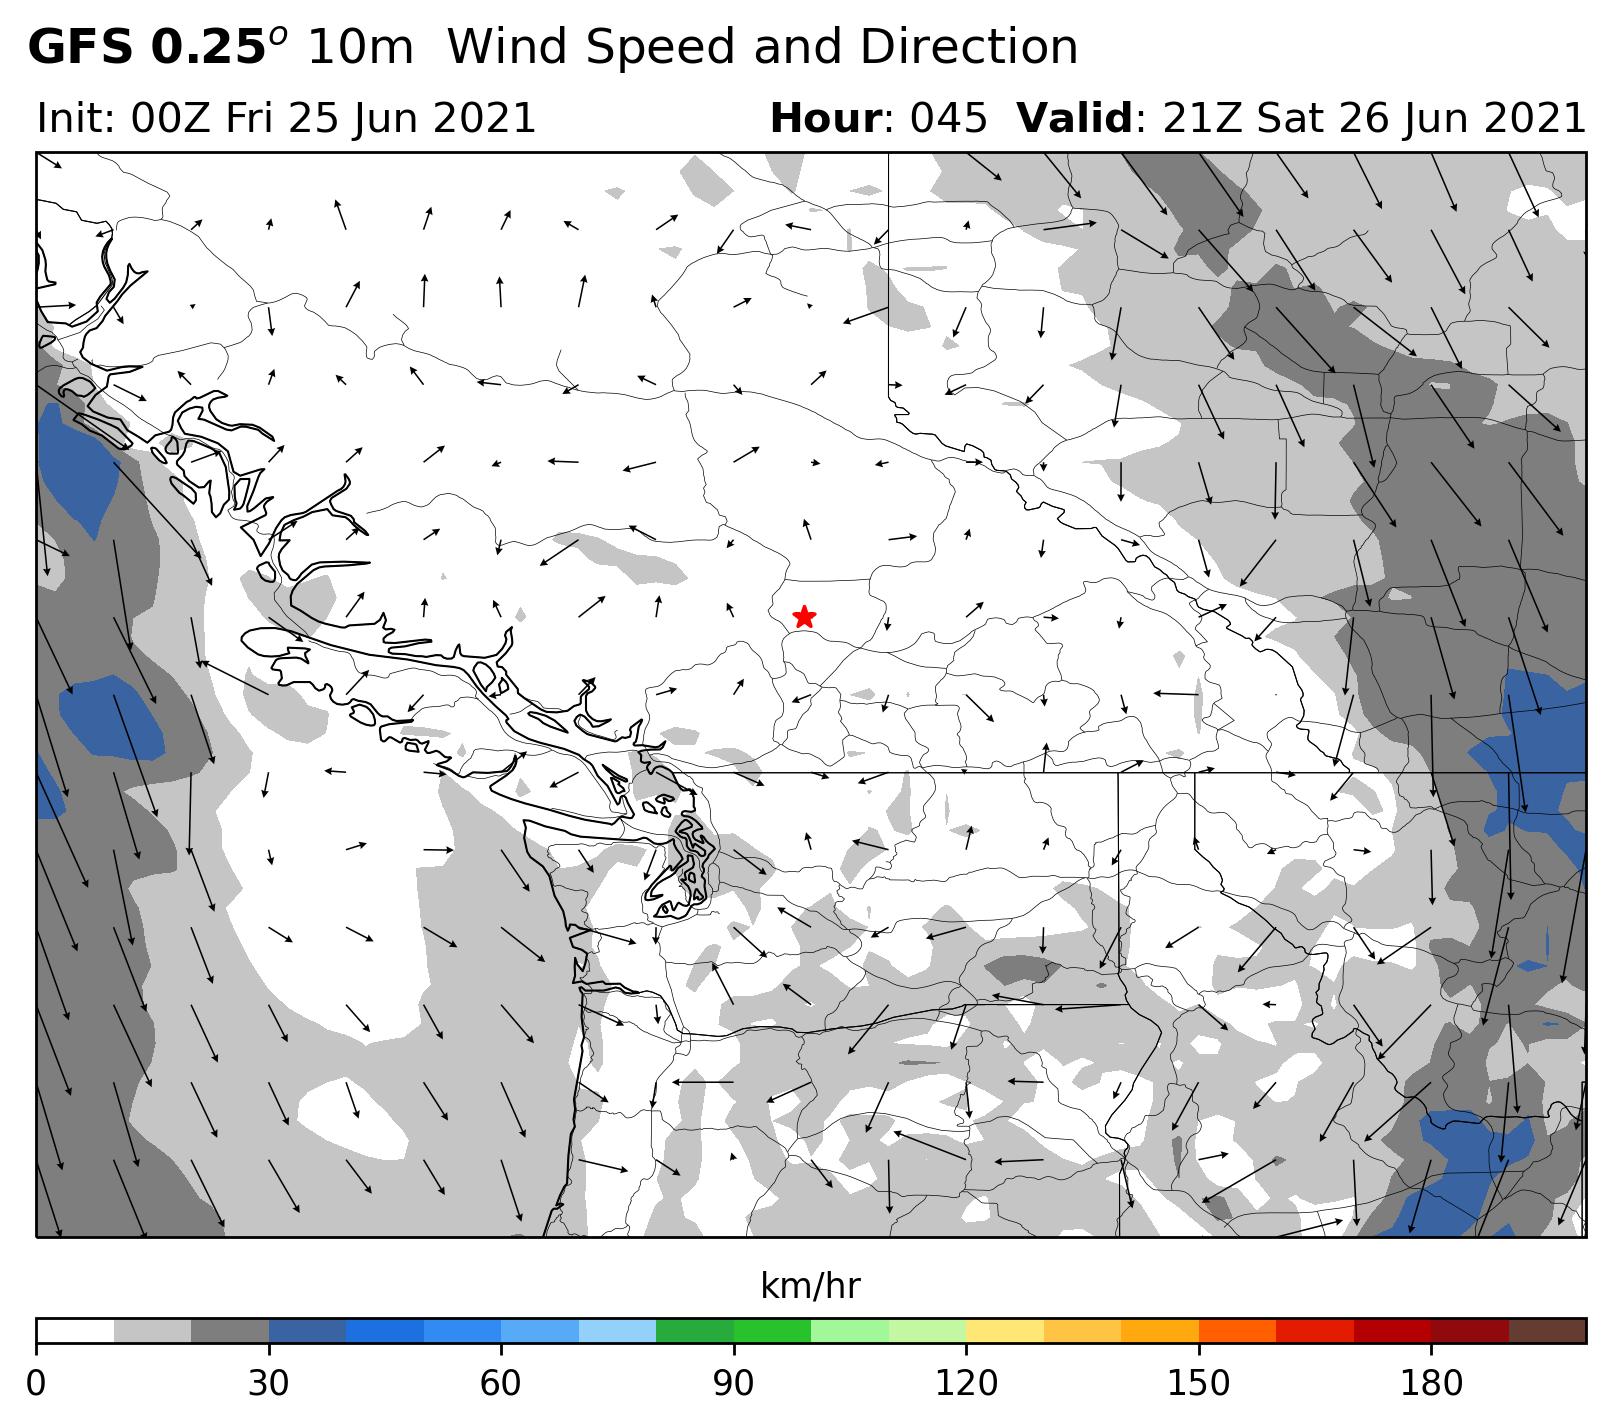 GFS 0.25º 10m Wind Speed and Direction
Init: 00Z Fri 25 Jun 2021 Hour: 045 Valid: 21Z Sat 26 Jun 2021
km/hr
0 30 60 90 120 150 180